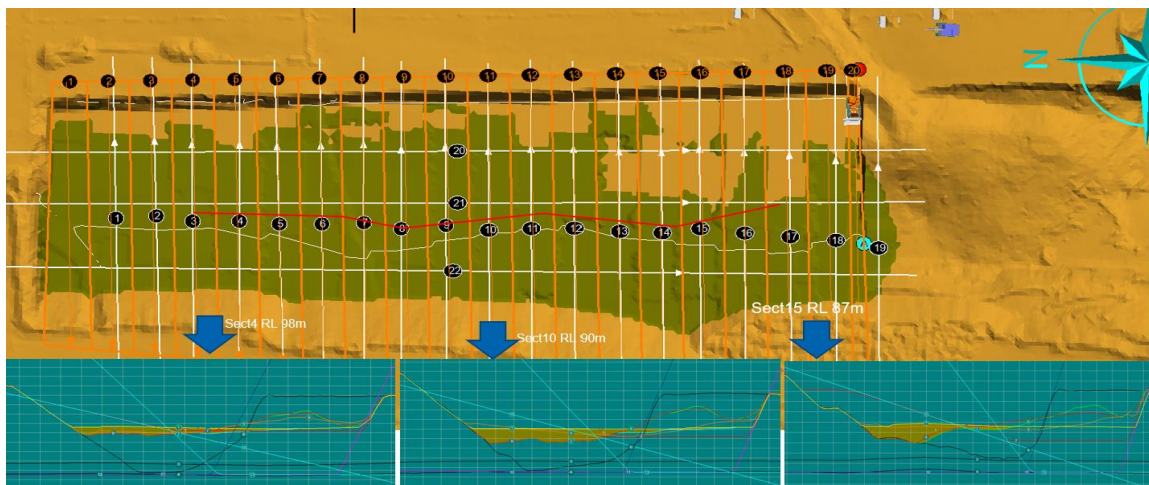 1 2 3 4 5 6 7 8 9 10 11 12 13 14 15 16 17 18 19 20
N
20
21
1 2 3 4 5 6 7 8 9 10 11 12 13 14 15 16 17 18 19
22
Sect4 RL 98m
Sect10 RL 90m
Sect15 RL 87m